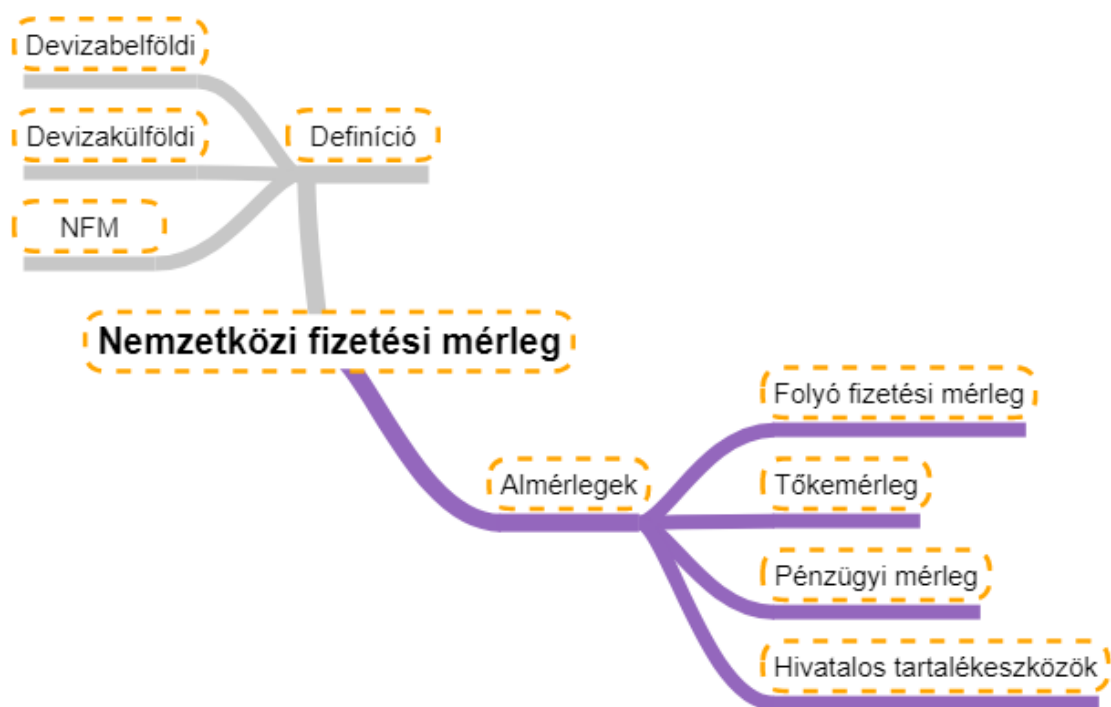 Devizabelföldi
Devizakülföldi
Definíció
NFM
Nemzetközi fizetési mérleg
Folyó fizetési mérleg
Almérlegek
Tőkemérleg
Pénzügyi mérleg
Hivatalos tartalékeszközök